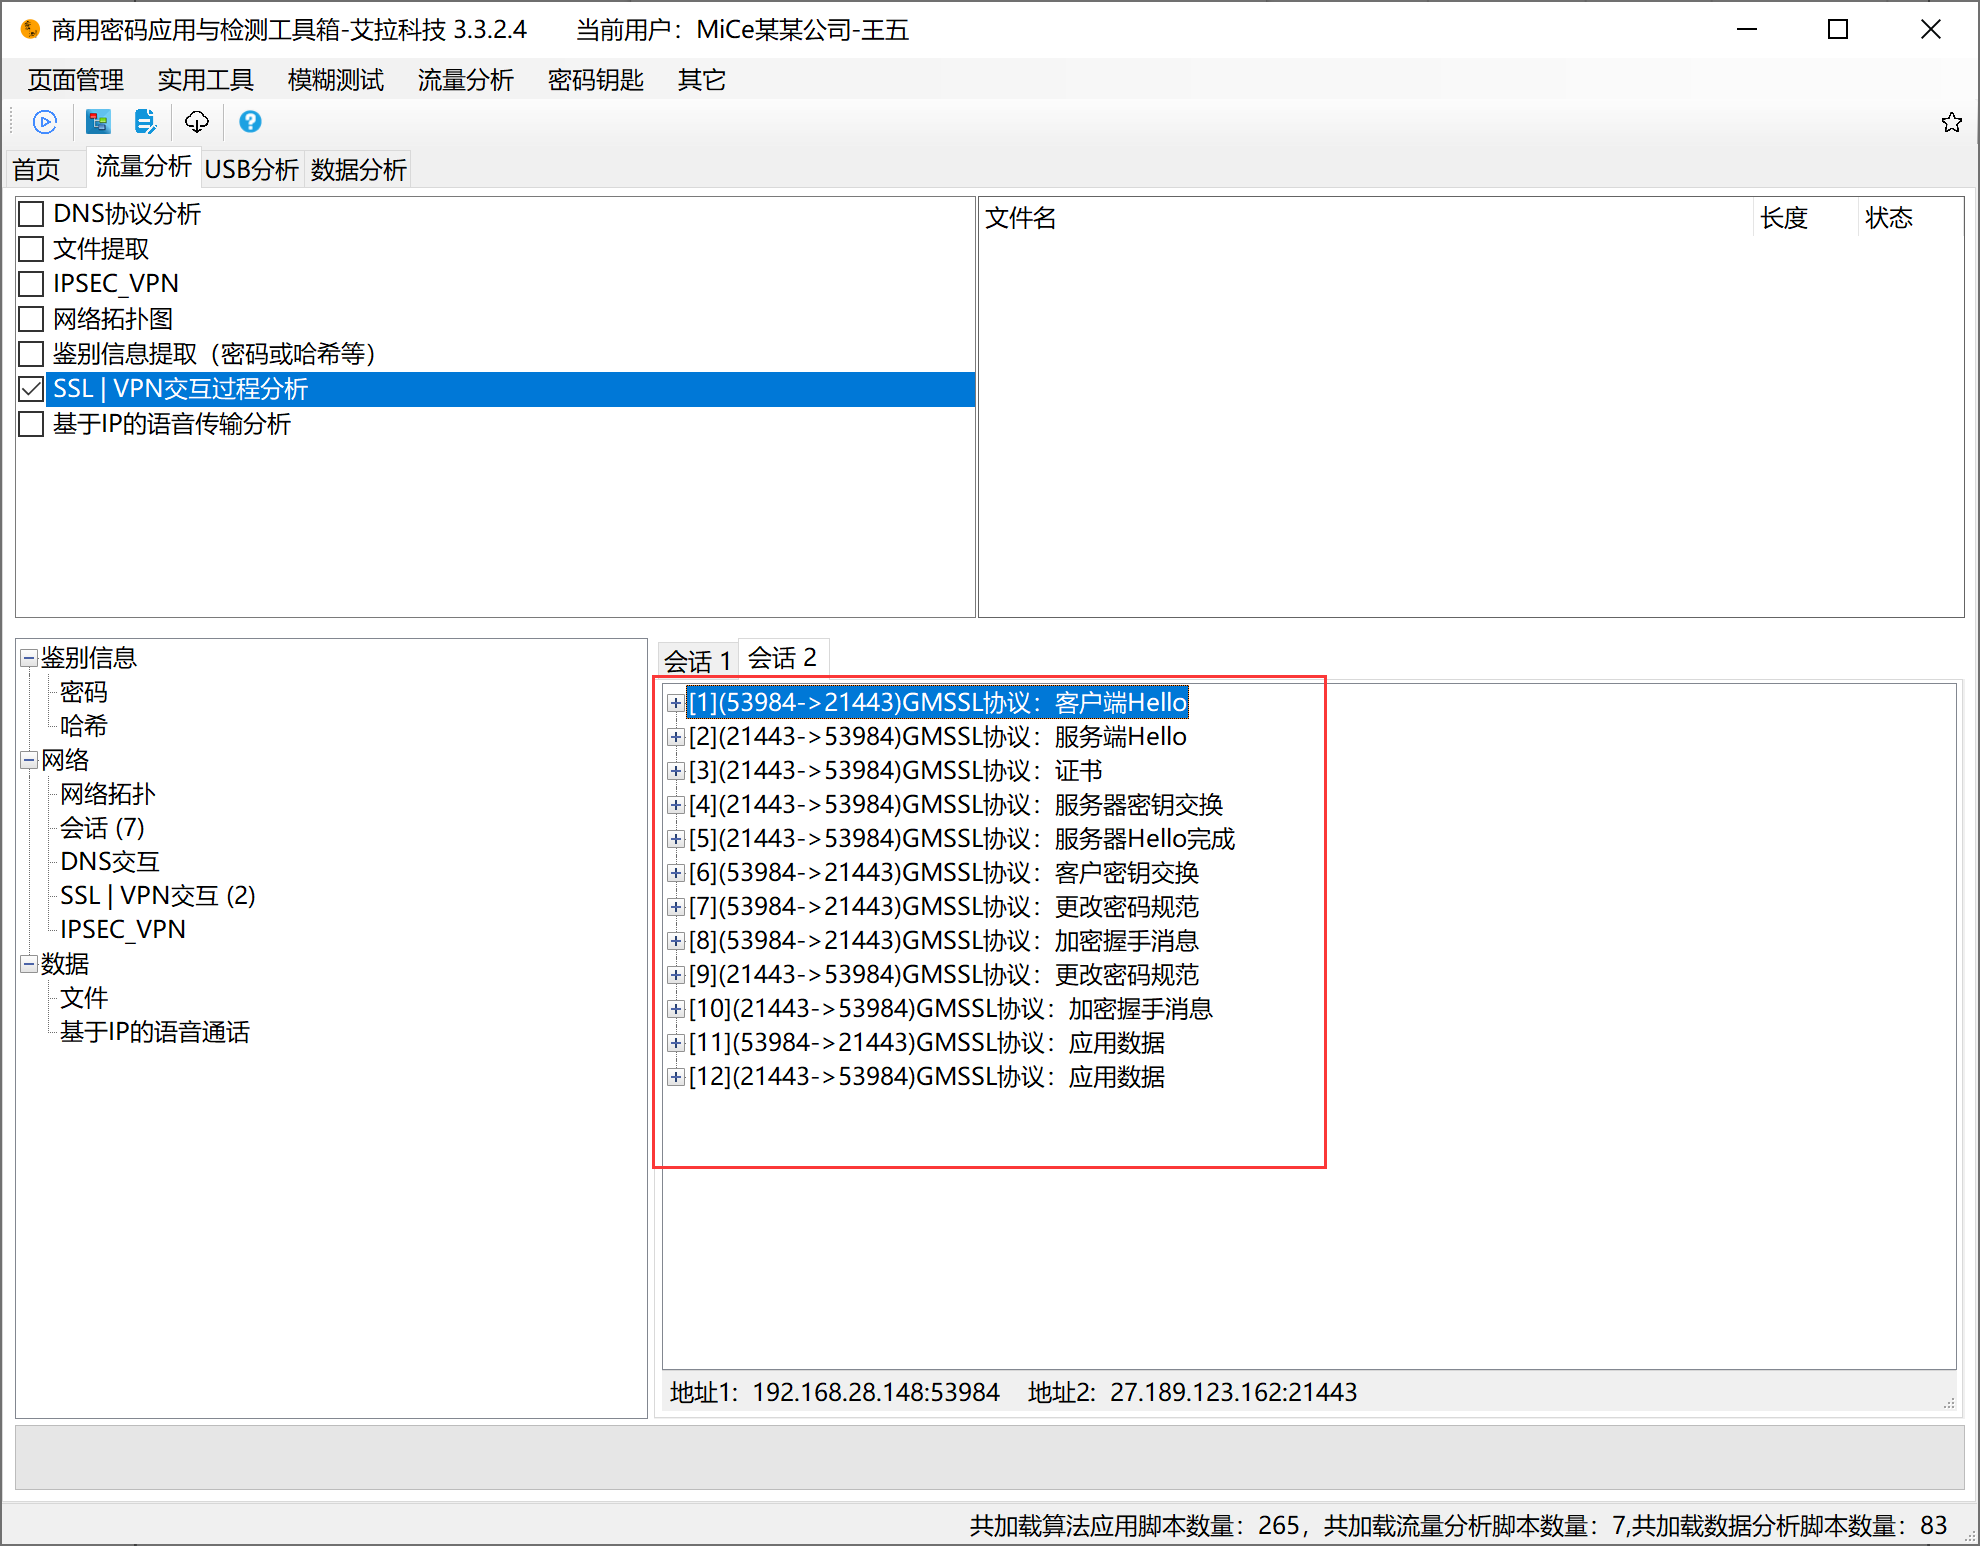 商用密码应用与检测工具箱-艾拉科技 3.3.2.4 当前用户：MiCe某某公司-王五
页面管理 实用工具 模糊测试 流量分析 密码钥匙 其它
首页 流量分析 USB分析 数据分析
DNS协议分析
文件提取
IPSEC_VPN
网络拓扑图
鉴别信息提取（密码或哈希等）
SSL | VPN交互过程分析
基于IP的语音传输分析
文件名 长度 状态
鉴别信息
密码
哈希
网络
网络拓扑
会话 (7)
DNS交互
SSL | VPN交互 (2)
IPSEC_VPN
数据
文件
基于IP的语音通话
会话 1 会话 2
[1](53984->21443)GMSSL协议：客户端Hello
[2](21443->53984)GMSSL协议：服务端Hello
[3](21443->53984)GMSSL协议：证书
[4](21443->53984)GMSSL协议：服务器密钥交换
[5](21443->53984)GMSSL协议：服务器Hello完成
[6](53984->21443)GMSSL协议：客户密钥交换
[7](53984->21443)GMSSL协议：更改密码规范
[8](53984->21443)GMSSL协议：加密握手消息
[9](21443->53984)GMSSL协议：更改密码规范
[10](21443->53984)GMSSL协议：加密握手消息
[11](53984->21443)GMSSL协议：应用数据
[12](21443->53984)GMSSL协议：应用数据
地址1：192.168.28.148:53984 地址2：27.189.123.162:21443
共加载算法应用脚本数量：265，共加载流量分析脚本数量：7,共加载数据分析脚本数量：83